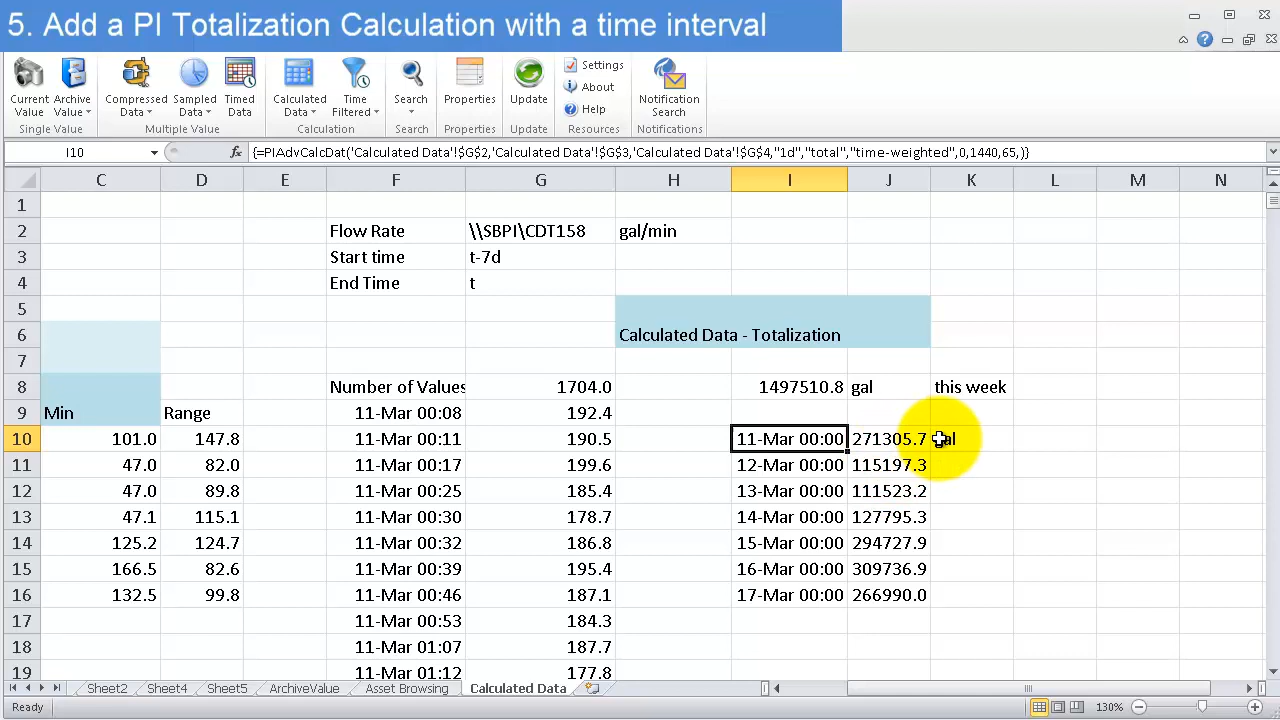 5. Add a PI Totalization Calculation with a time interval
Current Value
Archive Value
Compressed Data
Sampled Data
Timed Data
Calculated Data
Time Filtered
Search
Properties
Update
Settings
About
Help
Notification Search
Single Value
Multiple Value
Calculation
Search
Properties
Update
Resources
Notifications
I10
fx
{=PIAdvCalcDat('Calculated Data'!$G$2,'Calculated Data'!$G$3,'Calculated Data'!$G$4,"1d","total","time-weighted",0,1440,65,)}
C D E F G H I J K L M N
1
2 Flow Rate \\SBPI\CDT158 gal/min
3 Start time t-7d
4 End Time t
5
6 Calculated Data - Totalization
7
8 Number of Values 1704.0 1497510.8 gal this week
9 Min Range 11-Mar 00:08 192.4
10 101.0 147.8 11-Mar 00:11 190.5 11-Mar 00:00 271305.7
11 47.0 82.0 11-Mar 00:17 199.6 12-Mar 00:00 115197.3
12 47.0 89.8 11-Mar 00:25 185.4 13-Mar 00:00 111523.2
13 47.1 115.1 11-Mar 00:30 178.7 14-Mar 00:00 127795.3
14 125.2 124.7 11-Mar 00:32 186.8 15-Mar 00:00 294727.9
15 166.5 82.6 11-Mar 00:39 195.4 16-Mar 00:00 309736.9
16 132.5 99.8 11-Mar 00:46 187.1 17-Mar 00:00 266990.0
17 11-Mar 00:53 184.3
18 11-Mar 01:07 187.7
19 11-Mar 01:12 177.8
Sheet2 Sheet4 Sheet5 ArchiveValue Asset Browsing Calculated Data
Ready 130%